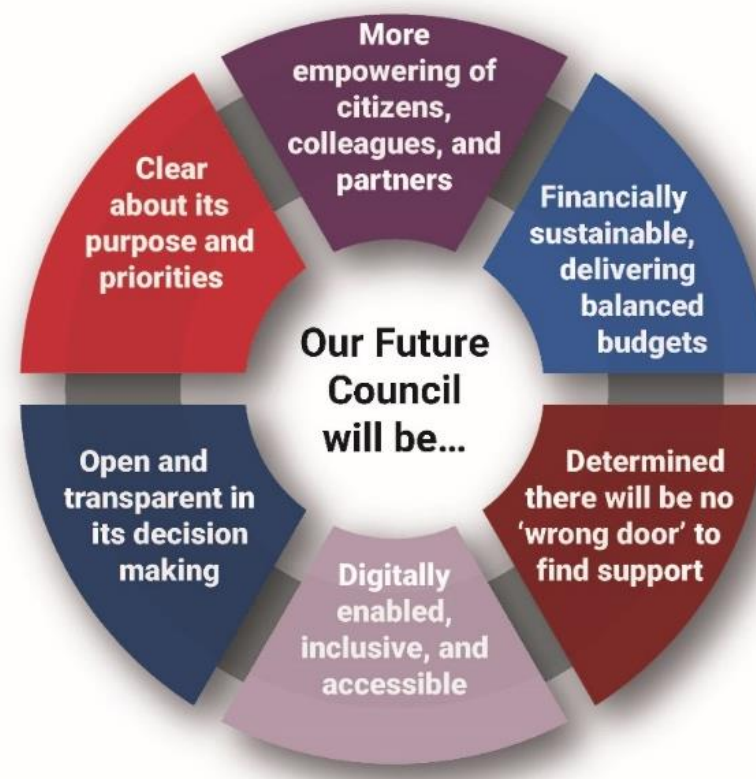 More
empowering of
citizens,
colleagues, and
partners
Financially
sustainable,
delivering
balanced
budgets
Determined
there will be no
‘wrong door’ to
find support
Digitally
enabled,
inclusive, and
accessible
Open and
transparent in
its decision
making
Clear
about its
purpose and
priorities
Our Future
Council
will be...